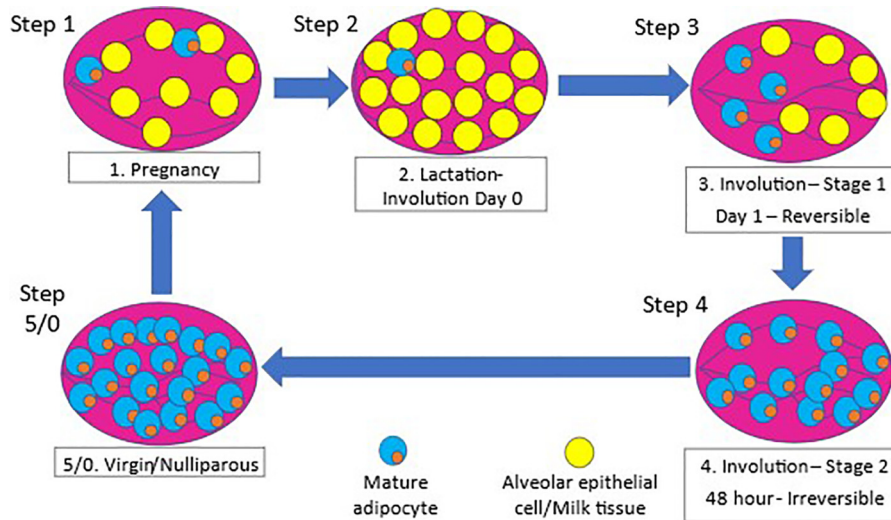 Step 1
1. Pregnancy
Step 2
2. Lactation-
Involution Day 0
Step 3
3. Involution – Stage 1
Day 1 – Reversible
Step 4
4. Involution – Stage 2
48 hour- Irreversible
Step
5/0
5/0. Virgin/Nulliparous
Mature
adipocyte
Alveolar epithelial
cell/Milk tissue